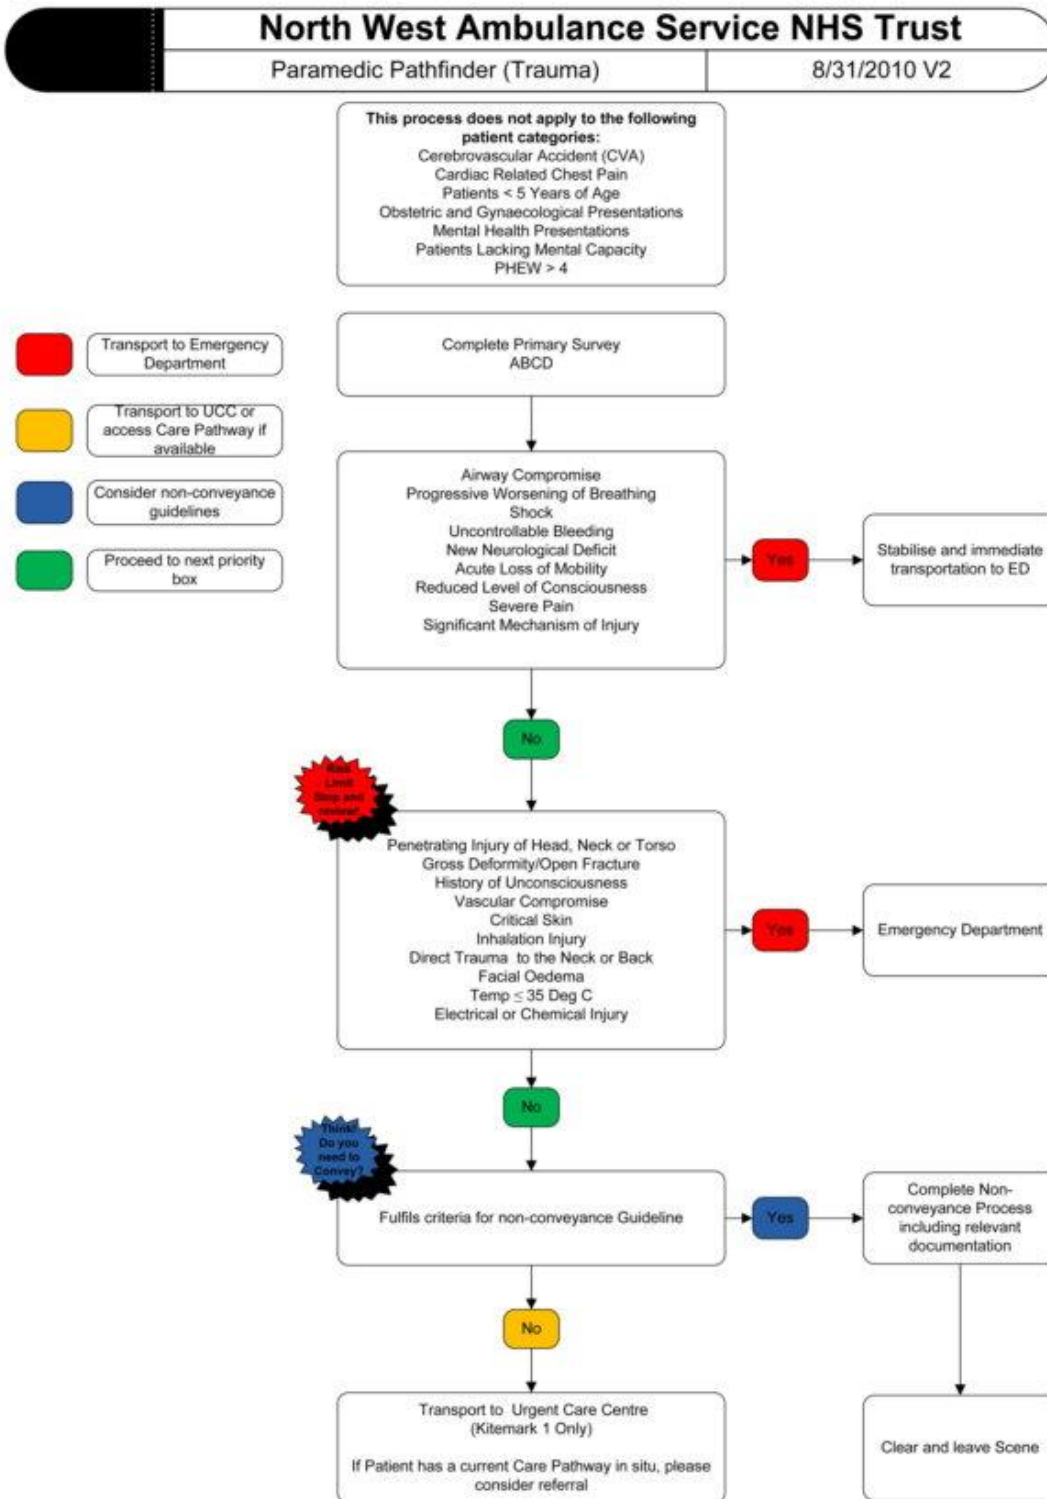 North West Ambulance Service NHS Trust
Paramedic Pathfinder (Trauma)
8/31/2010 V2
This process does not apply to the following
patient categories:
Cerebrovascular Accident (CVA)
Cardiac Related Chest Pain
Patients < 5 Years of Age
Obstetric and Gynaecological Presentations
Mental Health Presentations
Patients Lacking Mental Capacity
PHEW > 4
Transport to Emergency
Department
Transport to UCC or
access Care Pathway if
available
Consider non-conveyance
guidelines
Proceed to next priority
box
Complete Primary Survey
ABCD
Airway Compromise
Progressive Worsening of Breathing
Shock
Uncontrollable Bleeding
New Neurological Deficit
Acute Loss of Mobility
Reduced Level of Consciousness
Severe Pain
Significant Mechanism of Injury
Yes
Stabilise and immediate
transportation to ED
No
Risk
Limit
Stop and
review!
Penetrating Injury of Head, Neck or Torso
Gross Deformity/Open Fracture
History of Unconsciousness
Vascular Compromise
Critical Skin
Inhalation Injury
Direct Trauma to the Neck or Back
Facial Oedema
Temp ≤ 35 Deg C
Electrical or Chemical Injury
Yes
Emergency Department
No
Think!
Do you
need to
Convey?
Fulfils criteria for non-conveyance Guideline
Yes
Complete Non-
conveyance Process
including relevant
documentation
No
Transport to Urgent Care Centre
(Kitemark 1 Only)
If Patient has a current Care Pathway in situ, please
consider referral
Clear and leave Scene